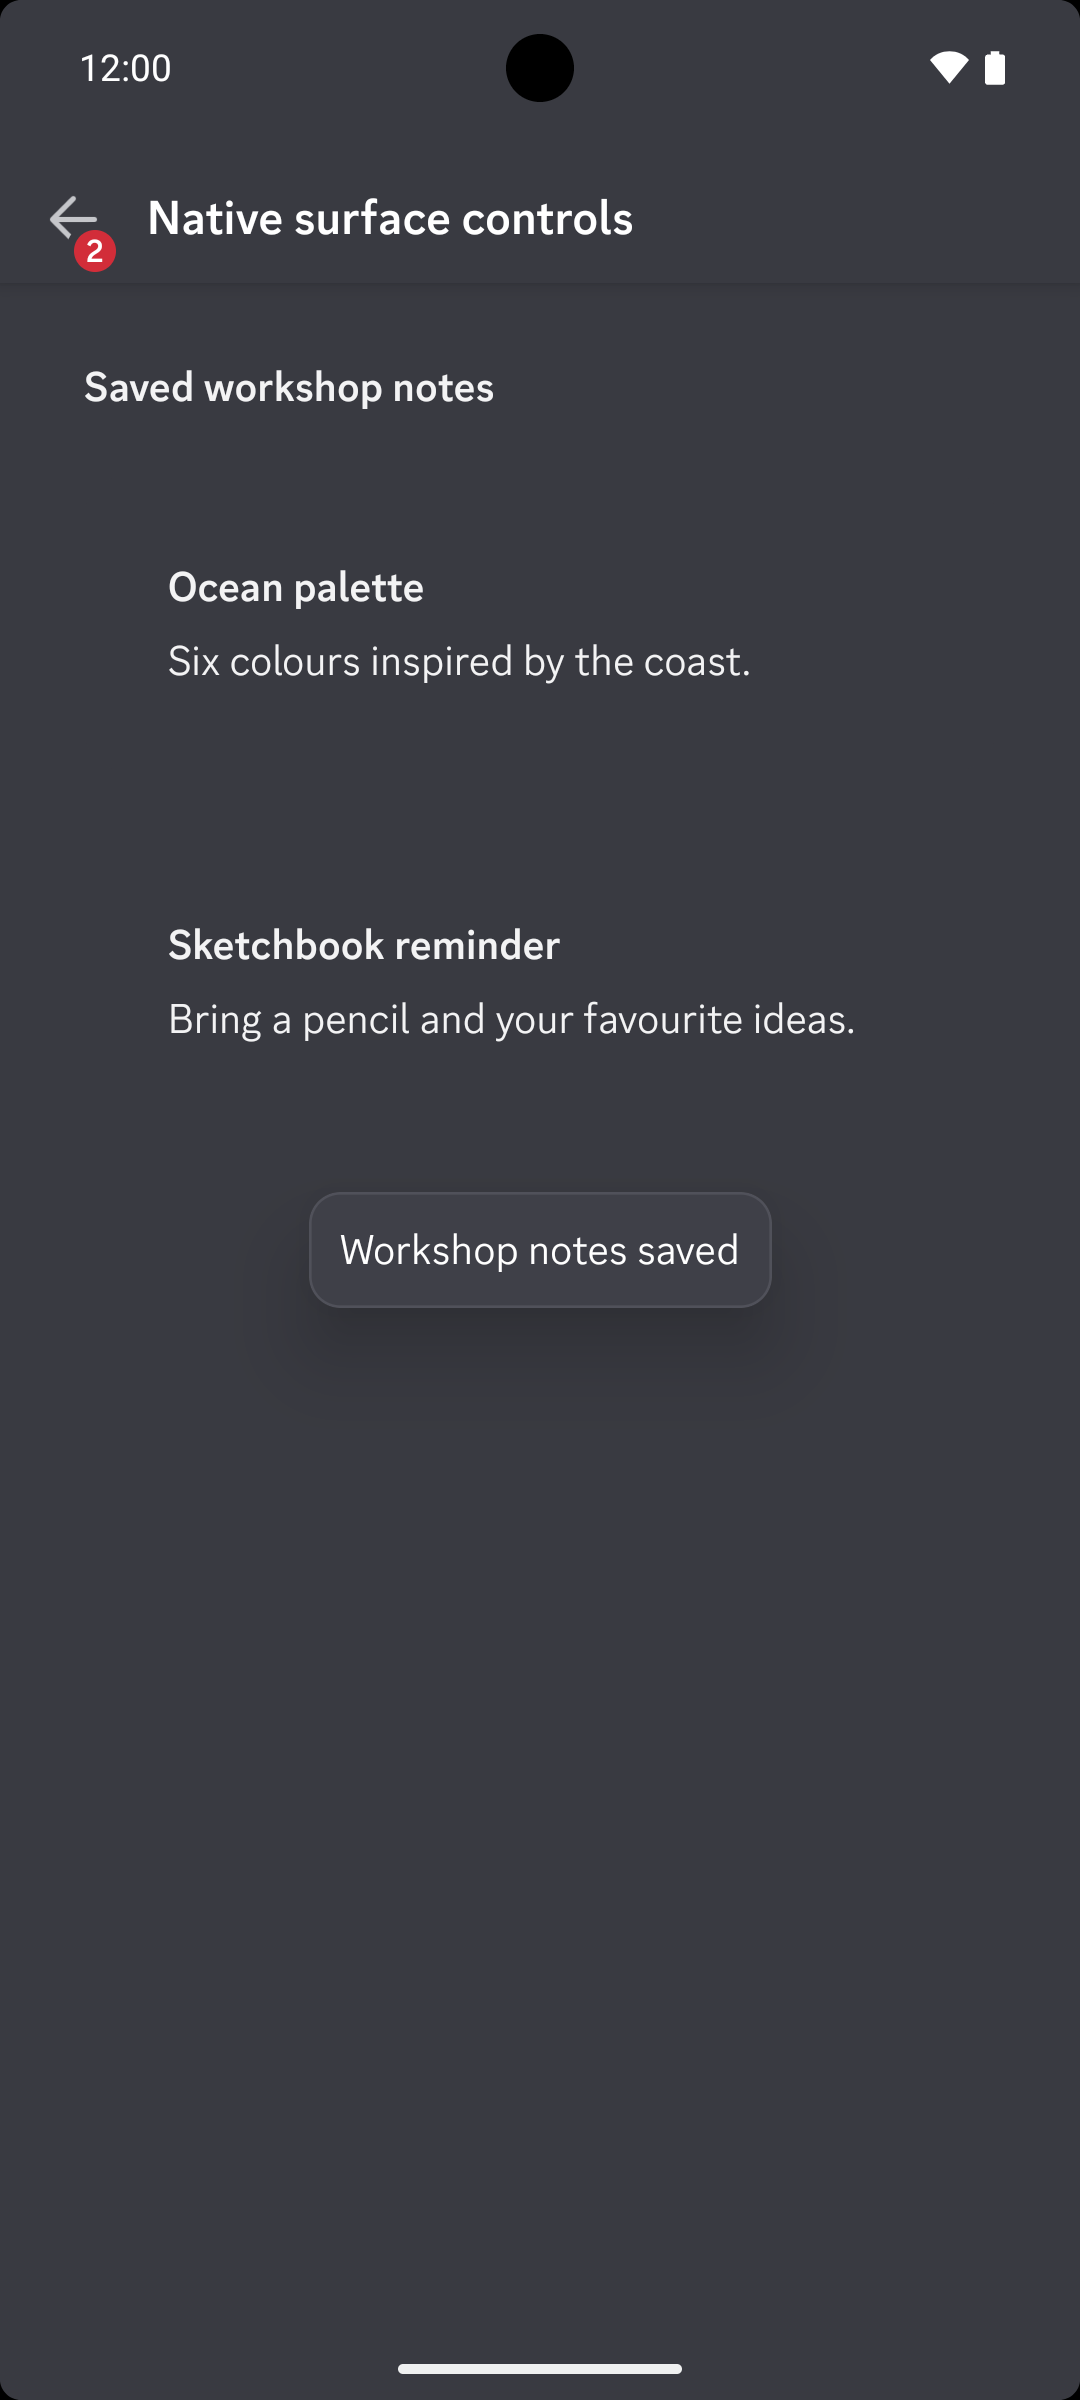 12:00
2
Native surface controls
Saved workshop notes
Ocean palette
Six colours inspired by the coast.
Sketchbook reminder
Bring a pencil and your favourite ideas.
Workshop notes saved